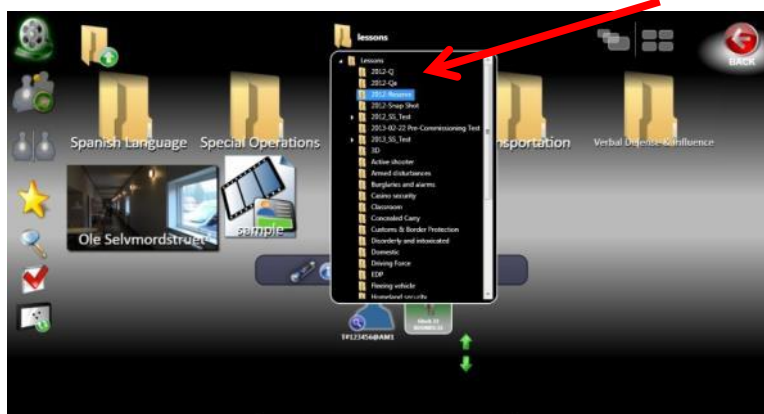 lessons
BACK
Lessons
2012-Q
2012-Qa
2012-Reserve
2012-Snap Shot
2012_SS_Test
2013-02-22 Pre-Commissioning Test
2013_SS_Test
3D
Active shooter
Armed disturbances
Burglaries and alarms
Casino security
Classroom
Concealed Carry
Customs & Border Protection
Disorderly and intoxicated
Domestic
Driving Force
EDP
Fleeing vehicle
Homeland security
Spanish Language
Special Operations
nsportation
Verbal Defense & Influence
Ole Selvmordstruet
sample
T#123456@AM1